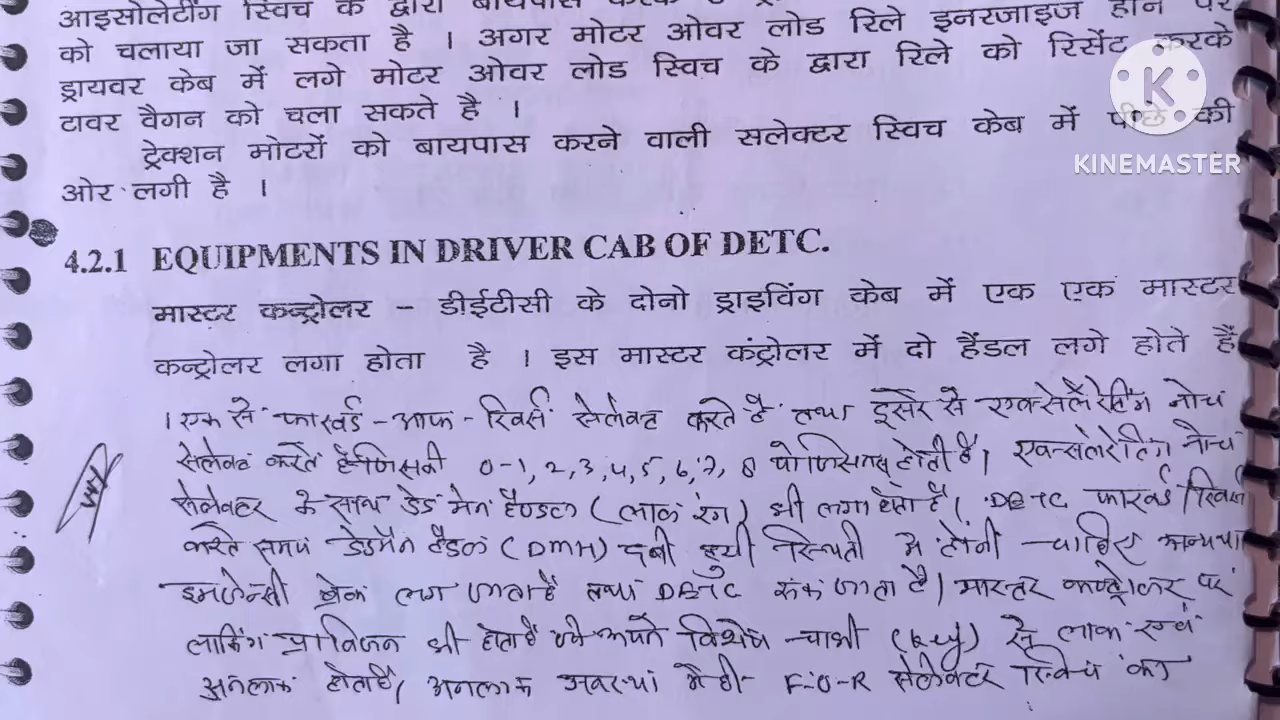 आइसोलेटींग स्विच के द्वारा बायपास करके
को चलाया जा सकता है । अगर मोटर ओवर लोड रिले इनरजाइज होने पर
ड्रायवर केब में लगे मोटर ओवर लोड स्विच के द्वारा रिले को रिसेंट करके
टावर वैगन को चला सकते है ।
ट्रेक्शन मोटरों को बायपास करने वाली सलेक्टर स्विच केब में पीछे की
ओर लगी है ।
K
KINEMASTER
4.2.1 EQUIPMENTS IN DRIVER CAB OF DETC.
मास्टर कन्ट्रोलर – डीईटीसी के दोनो ड्राइविंग केब में एक एक मास्टर
कन्ट्रोलर लगा होता है । इस मास्टर कंट्रोलर में दो हैंडल लगे होते हैं
। एक से फारवर्ड - आफ - रिवर्स सेलेक्ट करते है तथा दुसरे से एक्सेलेरेटिंग नोच
सेलेक्ट करते है जिसकी 0-1, 2, 3, 4, 5, 6, 7, 8 पोजिसिनस होती है। एक्सलेरेटिंग नोच
सेलेक्टर के साथ डेड मेन हैण्डल (लाल रंग) भी लगा होता है। DETC फारवर्ड रिवर्स
करते समय डेडमैन हैडल (DMH) दबी हुयी स्थिती में होनी चाहिए अन्यथा
इमर्जेन्सी ब्रेक लग जाता है तथा DETC रूक जाता है। मास्टर कण्ट्रोलर पर
लाकिंग प्राविजन भी होता है जो अपने विशेष चाभी (Key) से लाक एवं
अनलाक होता है। अनलाक अवस्था मे ही F-O-R सेलेक्टर स्विच का